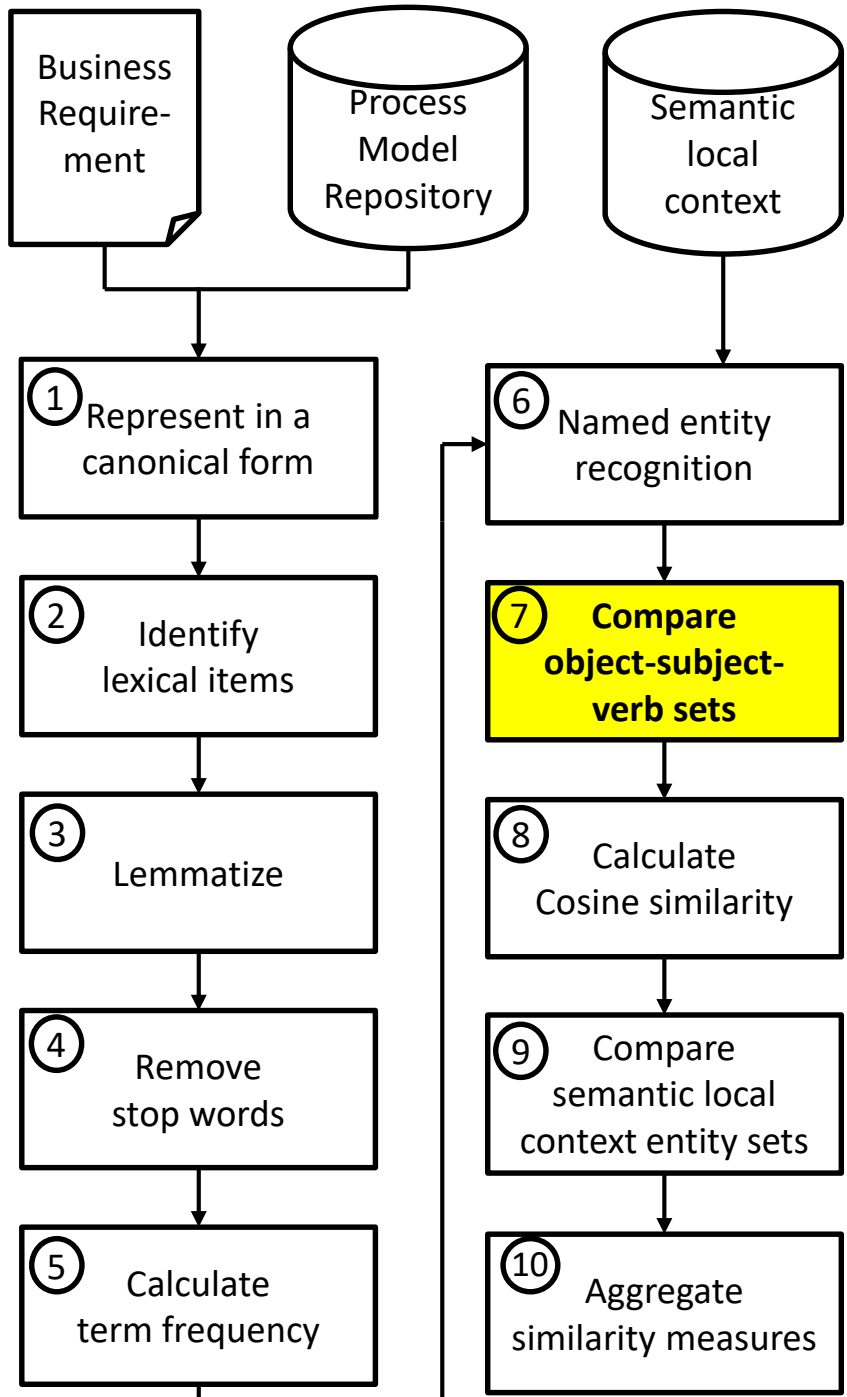 Business
Require-
ment
Process
Model
Repository
Semantic
local
context
1
Represent in a
canonical form
2
Identify
lexical items
3
Lemmatize
4
Remove
stop words
5
Calculate
term frequency
6
Named entity
recognition
7
Compare
object-subject-
verb sets
8
Calculate
Cosine similarity
9
Compare
semantic local
context entity sets
10
Aggregate
similarity measures